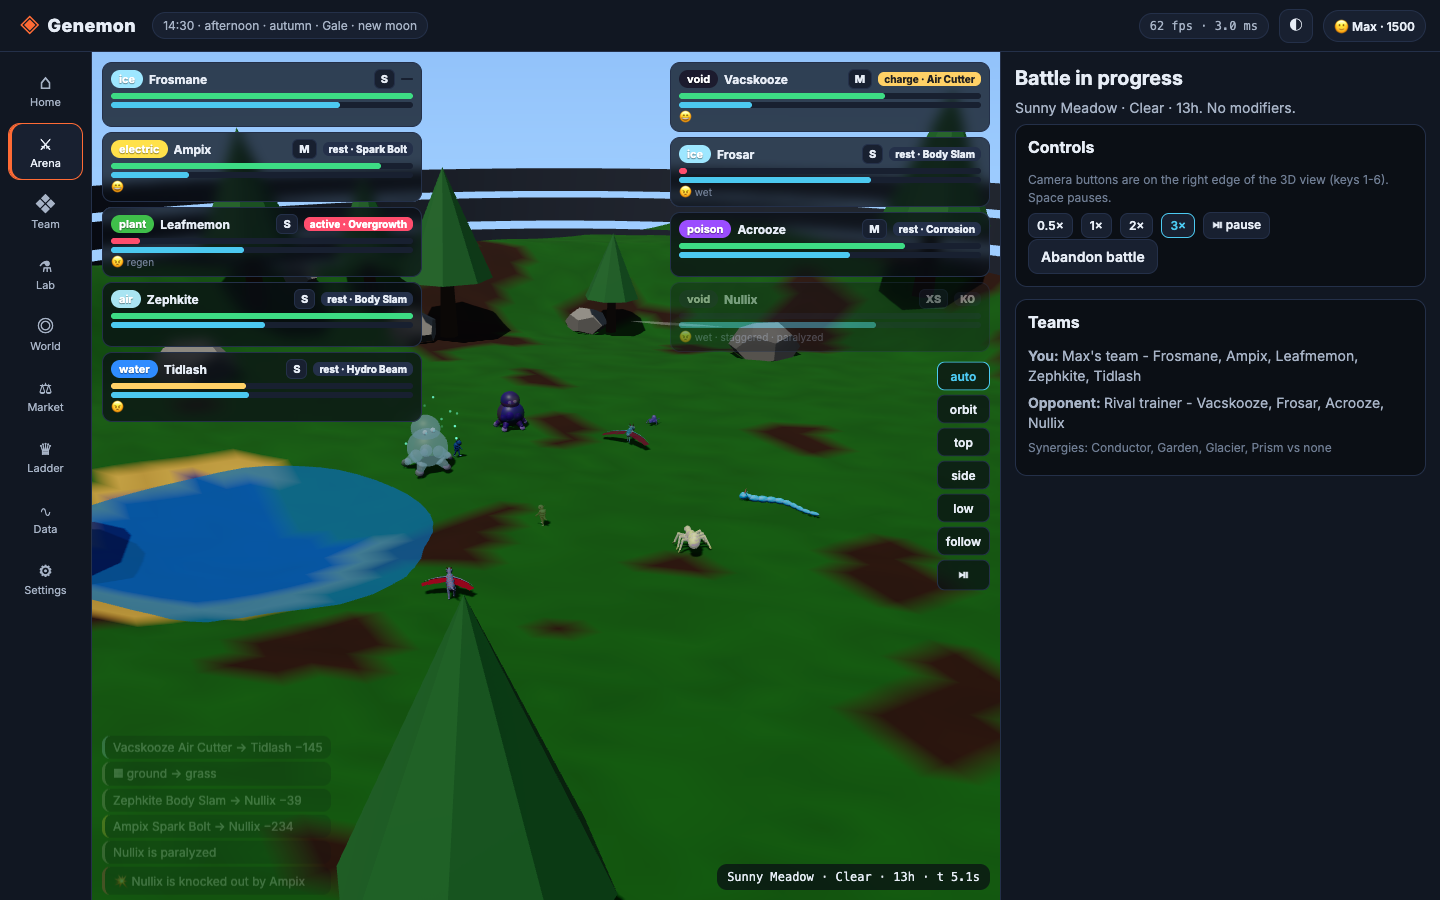 Genemon
14:30 · afternoon · autumn · Gale · new moon
62 fps · 3.0 ms
Max · 1500
Home
Arena
Team
Lab
World
Market
Ladder
Data
Settings
ice Frosmane S —
electric Ampix M rest · Spark Bolt
plant Leafmemon S active · Overgrowth
regen
air Zephkite S rest · Body Slam
water Tidlash S rest · Hydro Beam
void Vacskooze M charge · Air Cutter
ice Frosar S rest · Body Slam
wet
poison Acrooze M rest · Corrosion
void Nullix XS KO
wet · staggered · paralyzed
auto
orbit
top
side
low
follow
Vacskooze Air Cutter → Tidlash −145
ground → grass
Zephkite Body Slam → Nullix −39
Ampix Spark Bolt → Nullix −234
Nullix is paralyzed
Nullix is knocked out by Ampix
Sunny Meadow · Clear · 13h · t 5.1s
Battle in progress
Sunny Meadow · Clear · 13h. No modifiers.
Controls
Camera buttons are on the right edge of the 3D view (keys 1-6).
Space pauses.
0.5× 1× 2× 3× pause
Abandon battle
Teams
You: Max's team - Frosmane, Ampix, Leafmemon,
Zephkite, Tidlash
Opponent: Rival trainer - Vacskooze, Frosar, Acrooze,
Nullix
Synergies: Conductor, Garden, Glacier, Prism vs none